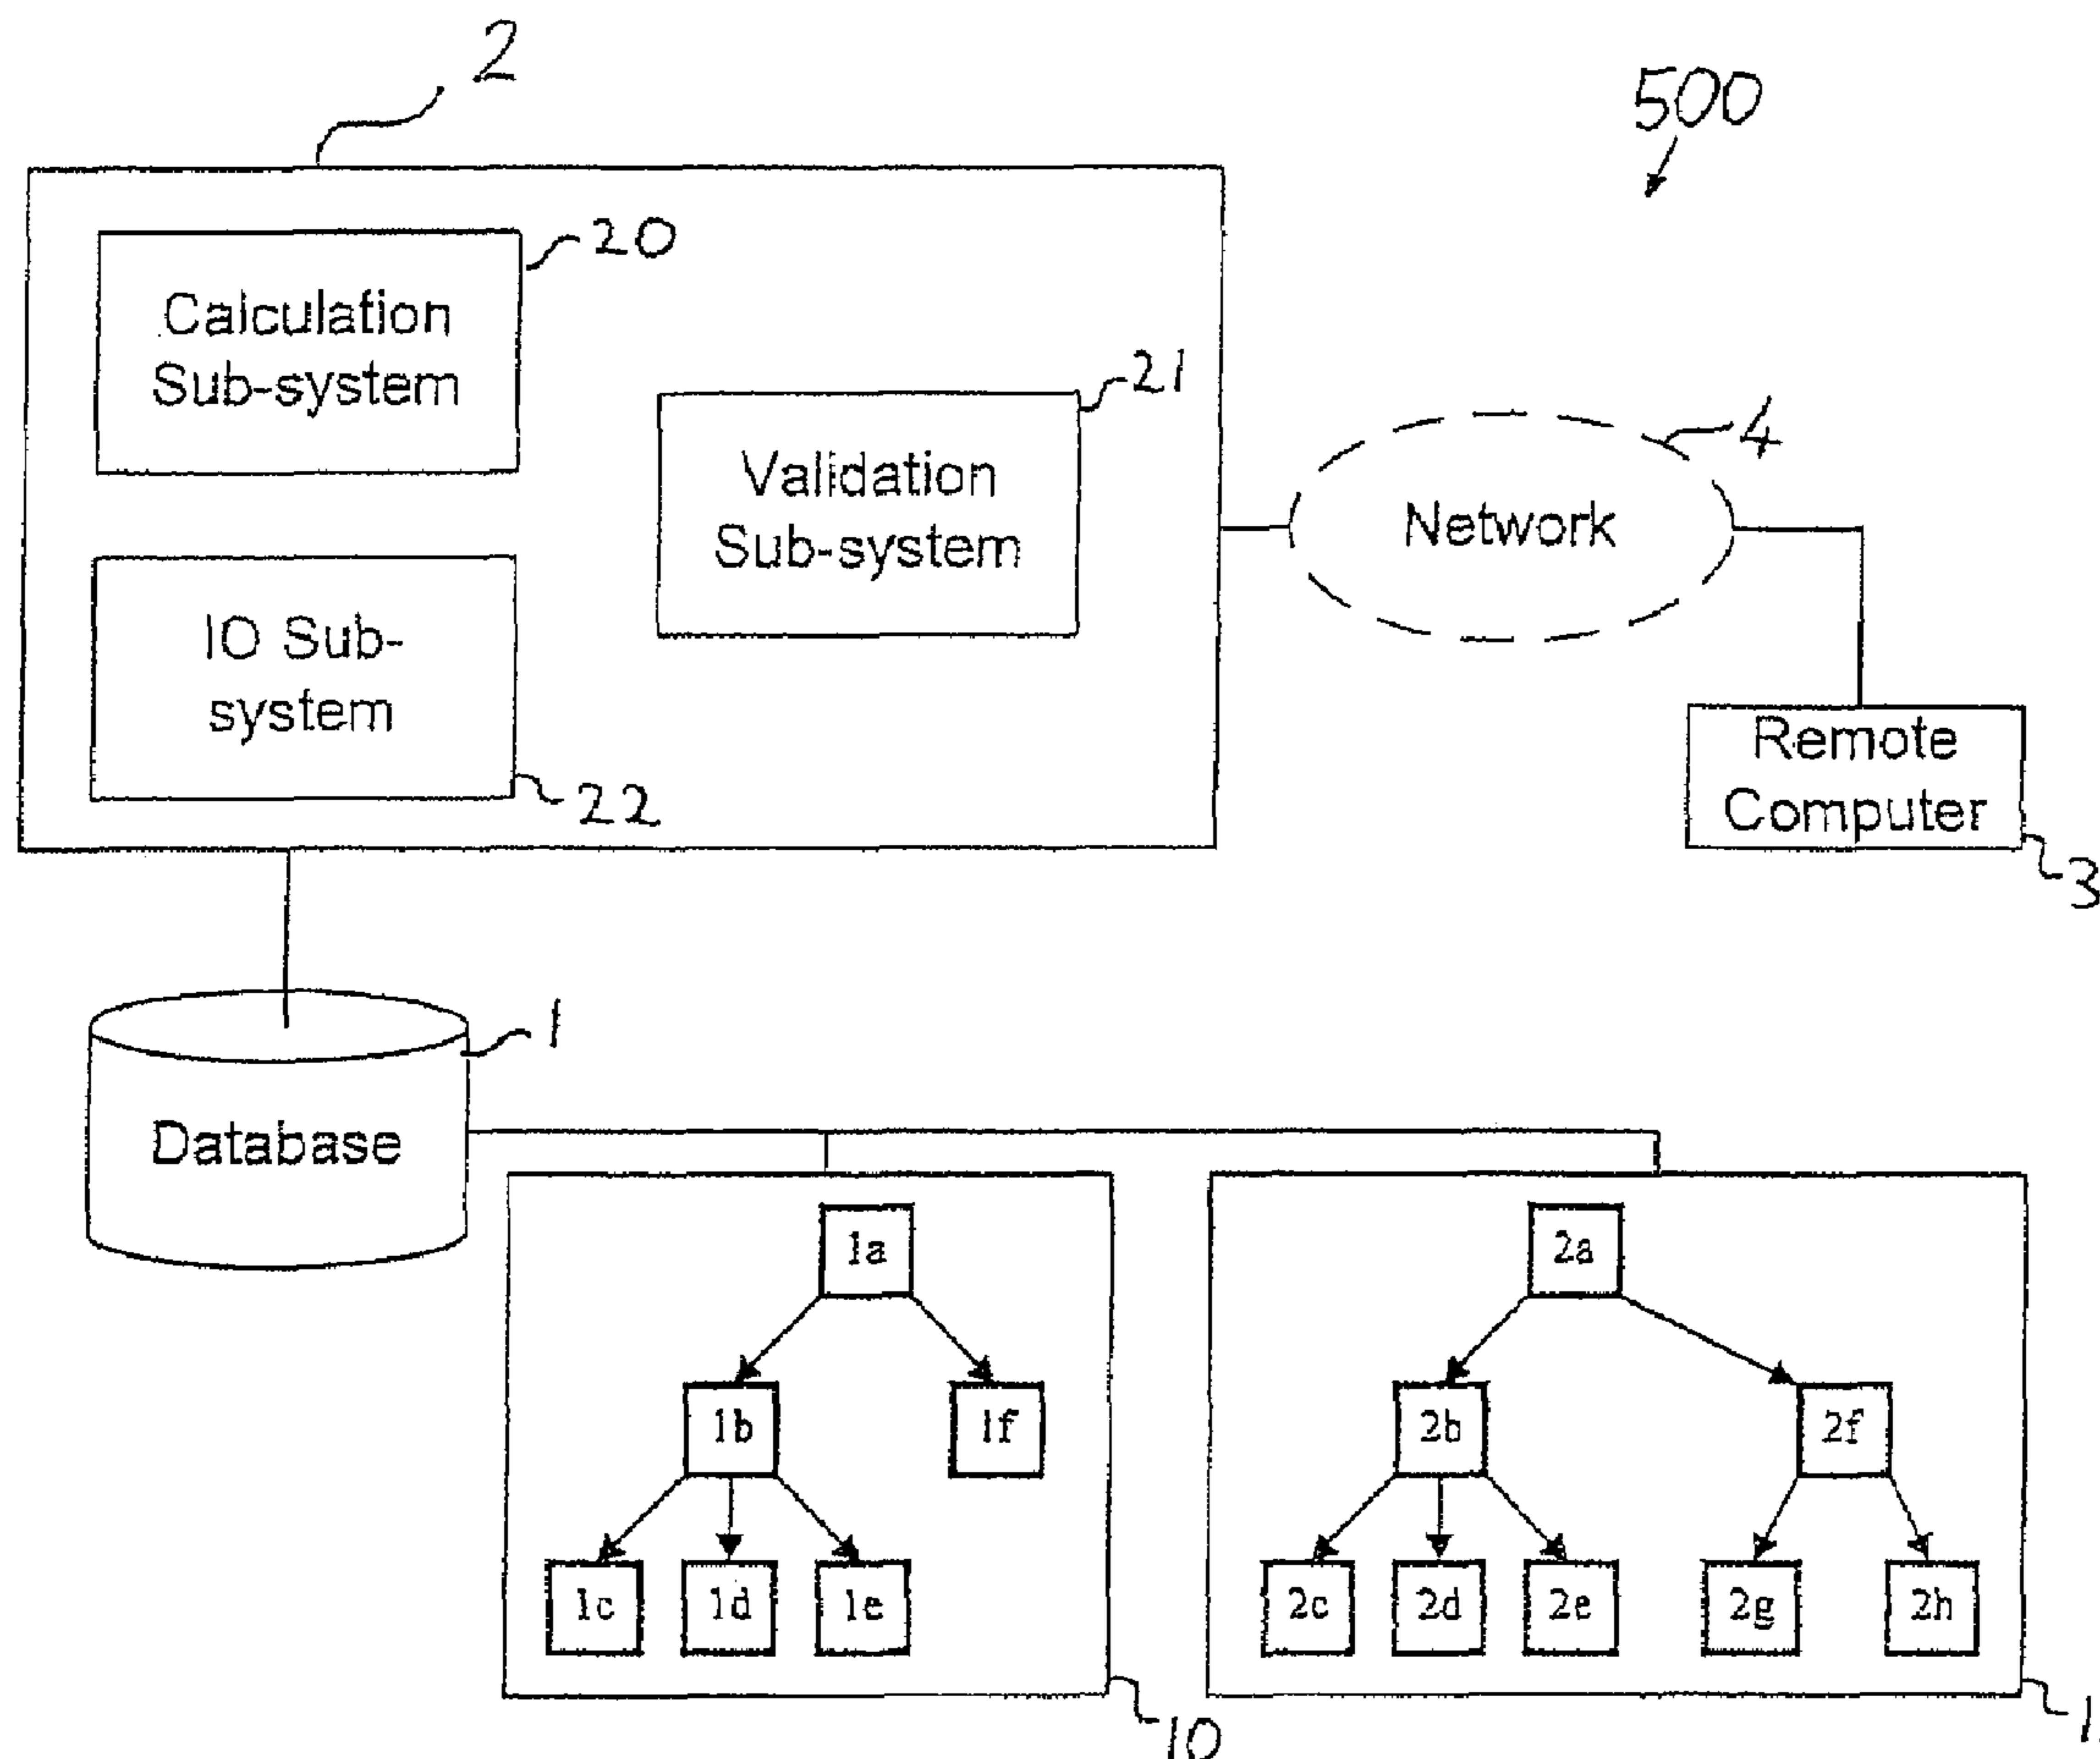 2
500
20
Calculation
Sub-system
21
Validation
Sub-system
4
Network
IO Sub-
system
22
Remote
Computer
3
1
Database
1a
2a
1b
1f
2b
2f
1c
1d
1e
2c
2d
2e
2g
2h
10